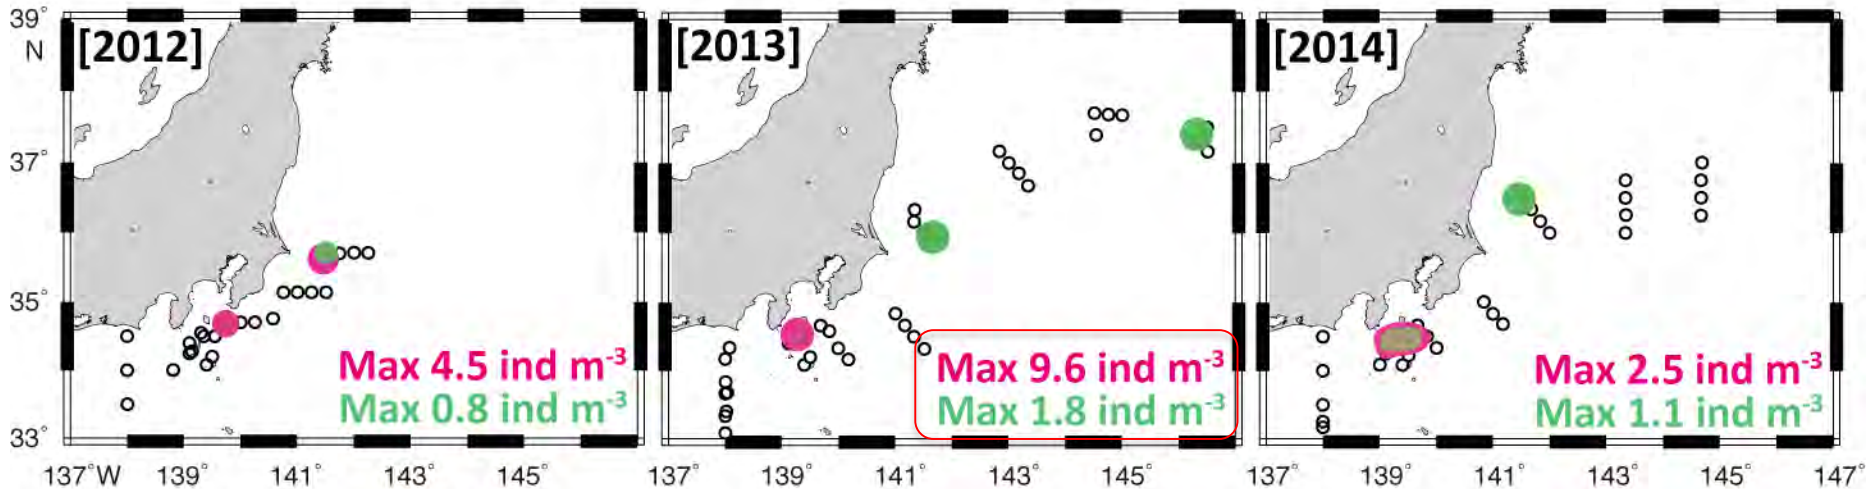 39°
N
37°
35°
33°
[2012]
Max 4.5 ind m⁻³
Max 0.8 ind m⁻³
137°W 139° 141° 143° 145°
[2013]
Max 9.6 ind m⁻³
Max 1.8 ind m⁻³
137° 139° 141° 143° 145°
[2014]
Max 2.5 ind m⁻³
Max 1.1 ind m⁻³
137° 139° 141° 143° 145° 147°